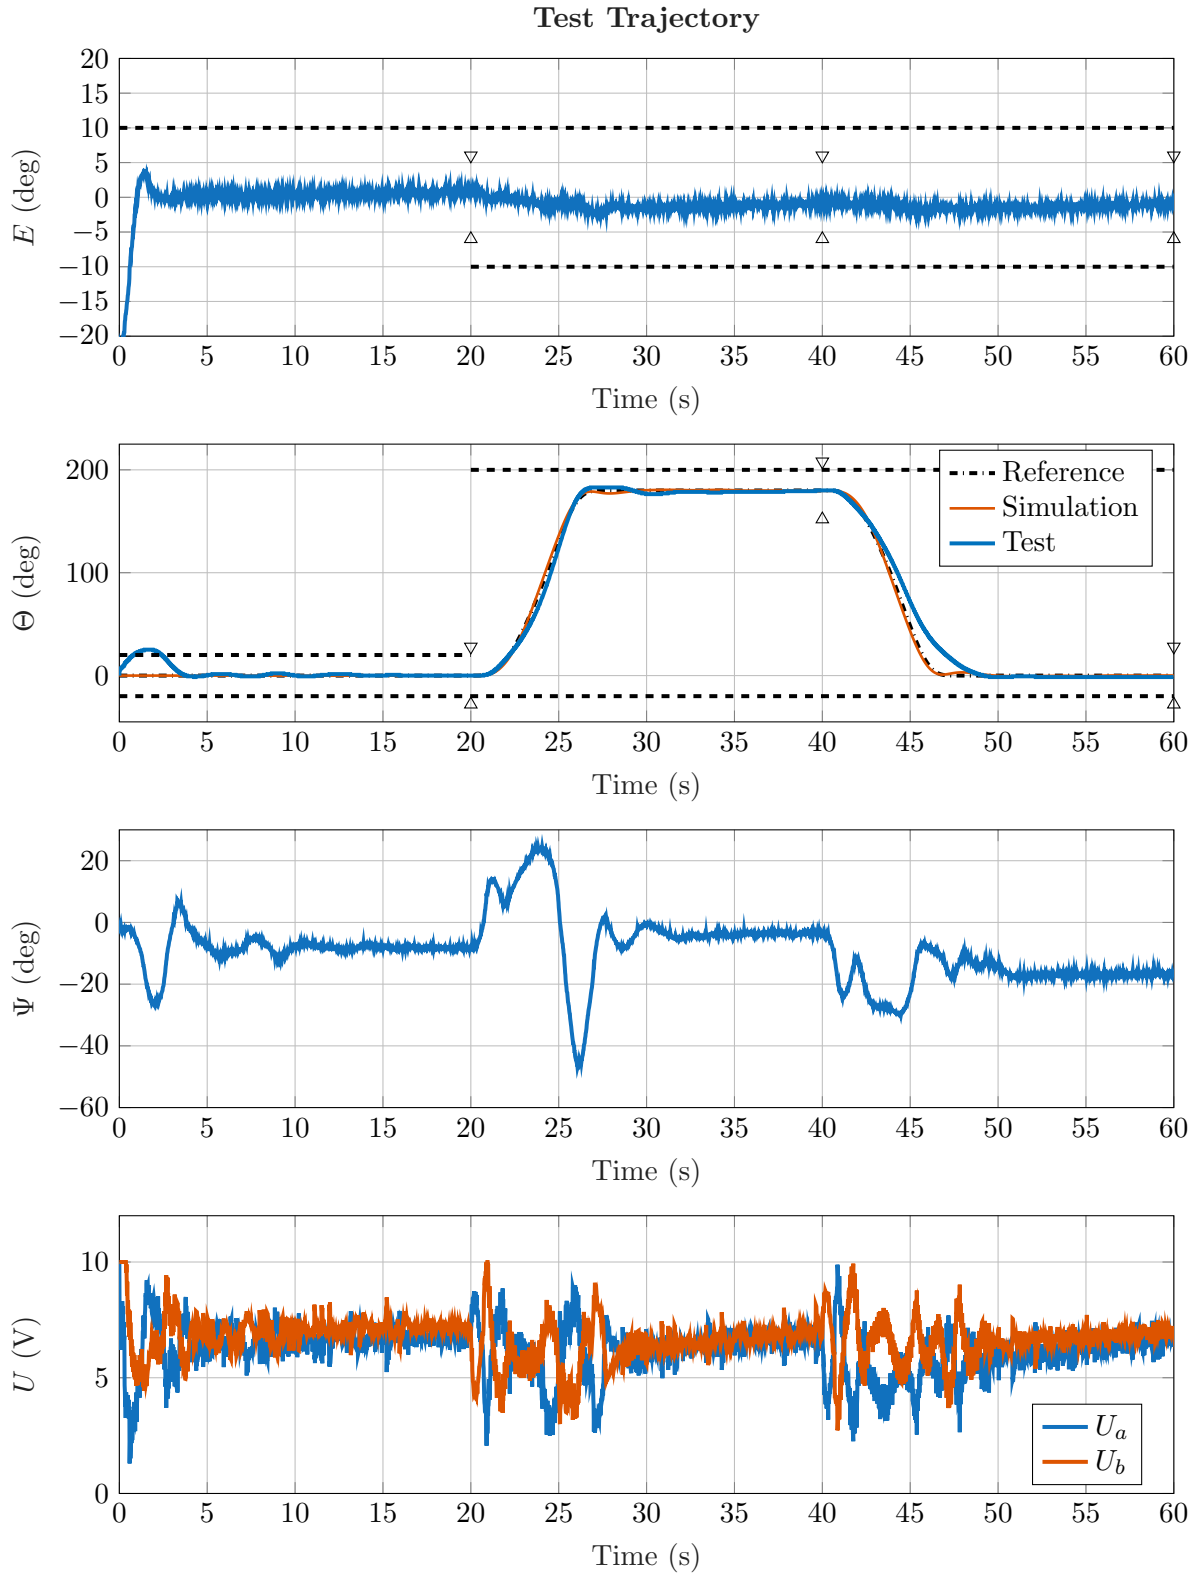 Test Trajectory
20
15
10
5
0
−5
−10
−15
−20
E (deg)
0 5 10 15 20 25 30 35 40 45 50 55 60
Time (s)
200
100
0
Θ (deg)
Reference
Simulation
Test
0 5 10 15 20 25 30 35 40 45 50 55 60
Time (s)
20
0
−20
−40
−60
Ψ (deg)
0 5 10 15 20 25 30 35 40 45 50 55 60
Time (s)
10
5
0
U (V)
U_a
U_b
0 5 10 15 20 25 30 35 40 45 50 55 60
Time (s)